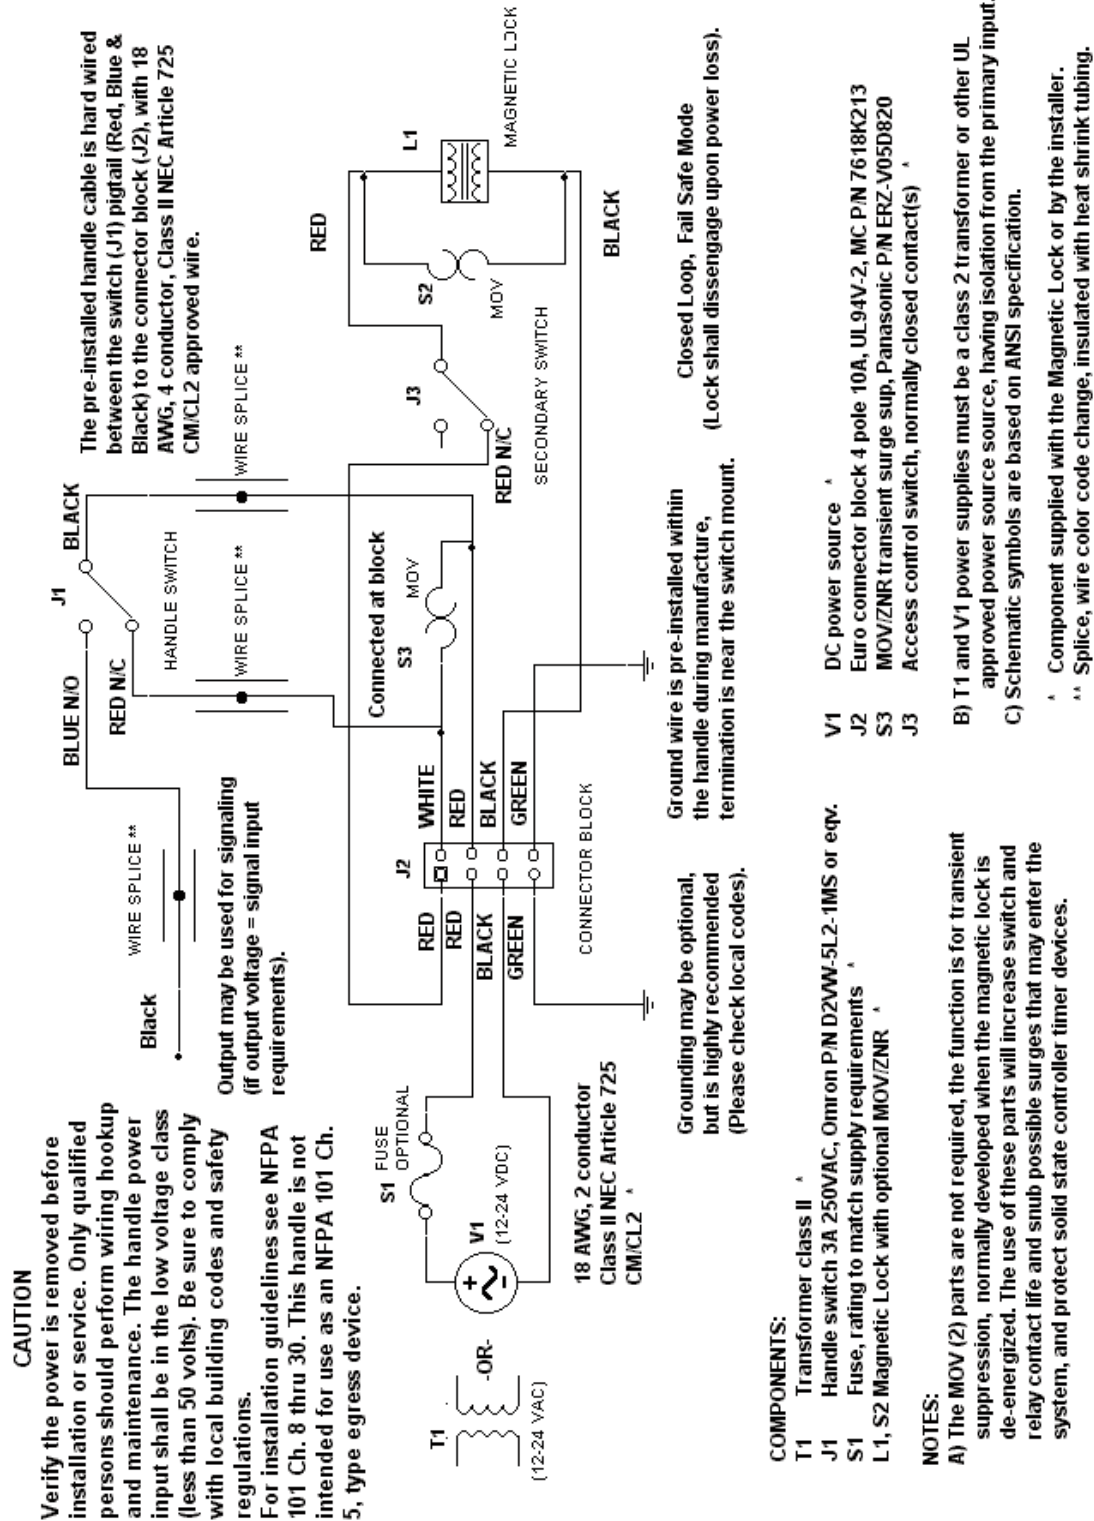 CAUTION
Verify the power is removed before
installation or service. Only qualified
persons should perform wiring hookup
and maintenance. The handle power
input shall be in the low voltage class
(less than 50 volts). Be sure to comply
with local building codes and safety
regulations.
For installation guidelines see NFPA
101 Ch. 8 thru 30. This handle is not
intended for use as an NFPA 101 Ch.
5, type egress device.
Black
WIRE SPLICE **
Output may be used for signaling
(if output voltage = signal input
requirements).
BLUE N/O
RED N/C
J1
BLACK
HANDLE SWITCH
WIRE SPLICE **
WIRE SPLICE **
The pre-installed handle cable is hard wired
between the switch (J1) pigtail (Red, Blue &
Black) to the connector block (J2), with 18
AWG, 4 conductor, Class II NEC Article 725
CM/CL2 approved wire.
T1
(12-24 VAC)
-OR-
V1
(12-24 VDC)
S1
FUSE
OPTIONAL
18 AWG, 2 conductor
Class II NEC Article 725
CM/CL2 *
RED
RED
BLACK
GREEN
J2
CONNECTOR BLOCK
WHITE
RED
BLACK
GREEN
Connected at block
S3
MOV
J3
RED N/C
SECONDARY SWITCH
RED
S2
MOV
L1
MAGNETIC LOCK
BLACK
Grounding may be optional,
but is highly recommended
(Please check local codes).
Ground wire is pre-installed within
the handle during manufacture,
termination is near the switch mount.
Closed Loop, Fail Safe Mode
(Lock shall dissengage upon power loss).
COMPONENTS:
T1 Transformer class II *
J1 Handle switch 3A 250VAC, Omron P/N D2VW-5L2-1MS or eqv.
S1 Fuse, rating to match supply requirements *
L1, S2 Magnetic Lock with optional MOV/ZNR *
V1 DC power source *
J2 Euro connector block 4 pole 10A, UL94V-2, MC P/N 7618K213
S3 MOV/ZNR transient surge sup, Panasonic P/N ERZ-V05D820
J3 Access control switch, normally closed contact(s) *
NOTES:
A) The MOV (2) parts are not required, the function is for transient
suppression, normally developed when the magnetic lock is
de-energized. The use of these parts will increase switch and
relay contact life and snub possible surges that may enter the
system, and protect solid state controller timer devices.
B) T1 and V1 power supplies must be a class 2 transformer or other UL
approved power source source, having isolation from the primary input.
C) Schematic symbols are based on ANSI specification.
* Component supplied with the Magnetic Lock or by the installer.
** Splice, wire color code change, insulated with heat shrink tubing.